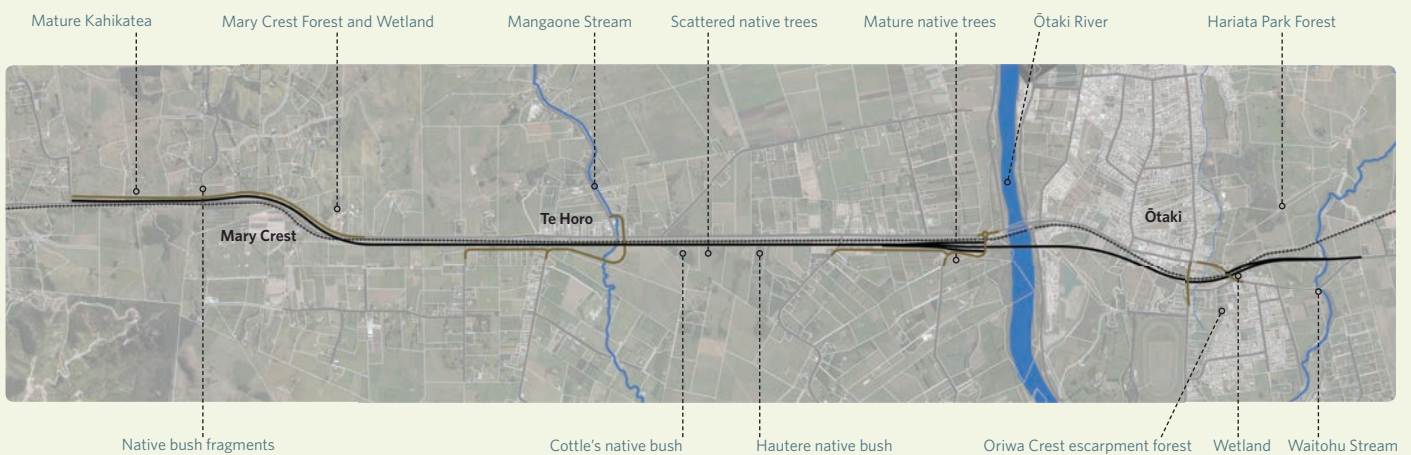 Mature Kahikatea
Mary Crest Forest and Wetland
Mangaone Stream
Scattered native trees
Mature native trees
Ōtaki River
Hariata Park Forest
Te Horo
Ōtaki
Mary Crest
Native bush fragments
Cottle's native bush
Hautere native bush
Oriwa Crest escarpment forest
Wetland
Waitohu Stream